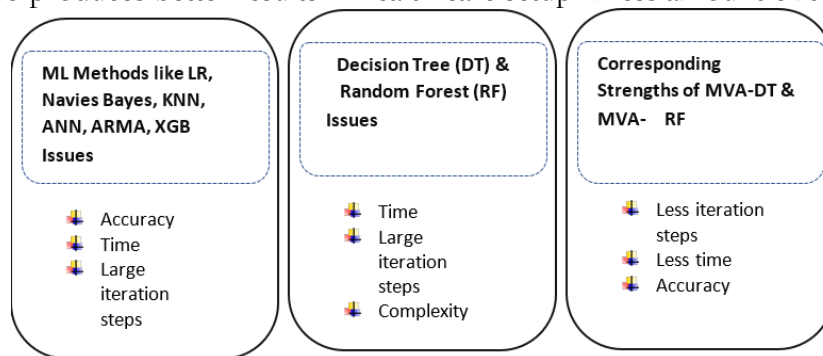 ML Methods like LR,
Navies Bayes, KNN,
ANN, ARMA, XGB
Issues
Accuracy
Time
Large
iteration
steps
Decision Tree (DT) &
Random Forest (RF)
Issues
Time
Large
iteration
steps
Complexity
Corresponding
Strengths of MVA-DT &
MVA- RF
Less iteration
steps
Less time
Accuracy